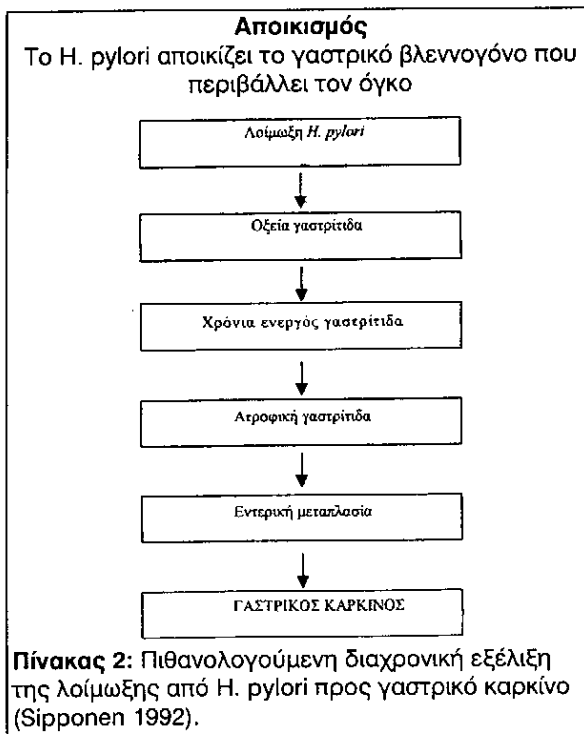 Αποικισμός
Το H. pylori αποικίζει το γαστρικό βλεννογόνο που
περιβάλλει τον όγκο
Λοίμωξη H. pylori
Οξεία γαστρίτιδα
Χρόνια ενεργός γαστρίτιδα
Ατροφική γαστρίτιδα
Εντερική μεταπλασία
ΓΑΣΤΡΙΚΟΣ ΚΑΡΚΙΝΟΣ
Πίνακας 2: Πιθανολογούμενη διαχρονική εξέλιξη
της λοίμωξης από H. pylori προς γαστρικό καρκίνο
(Sipponen 1992).